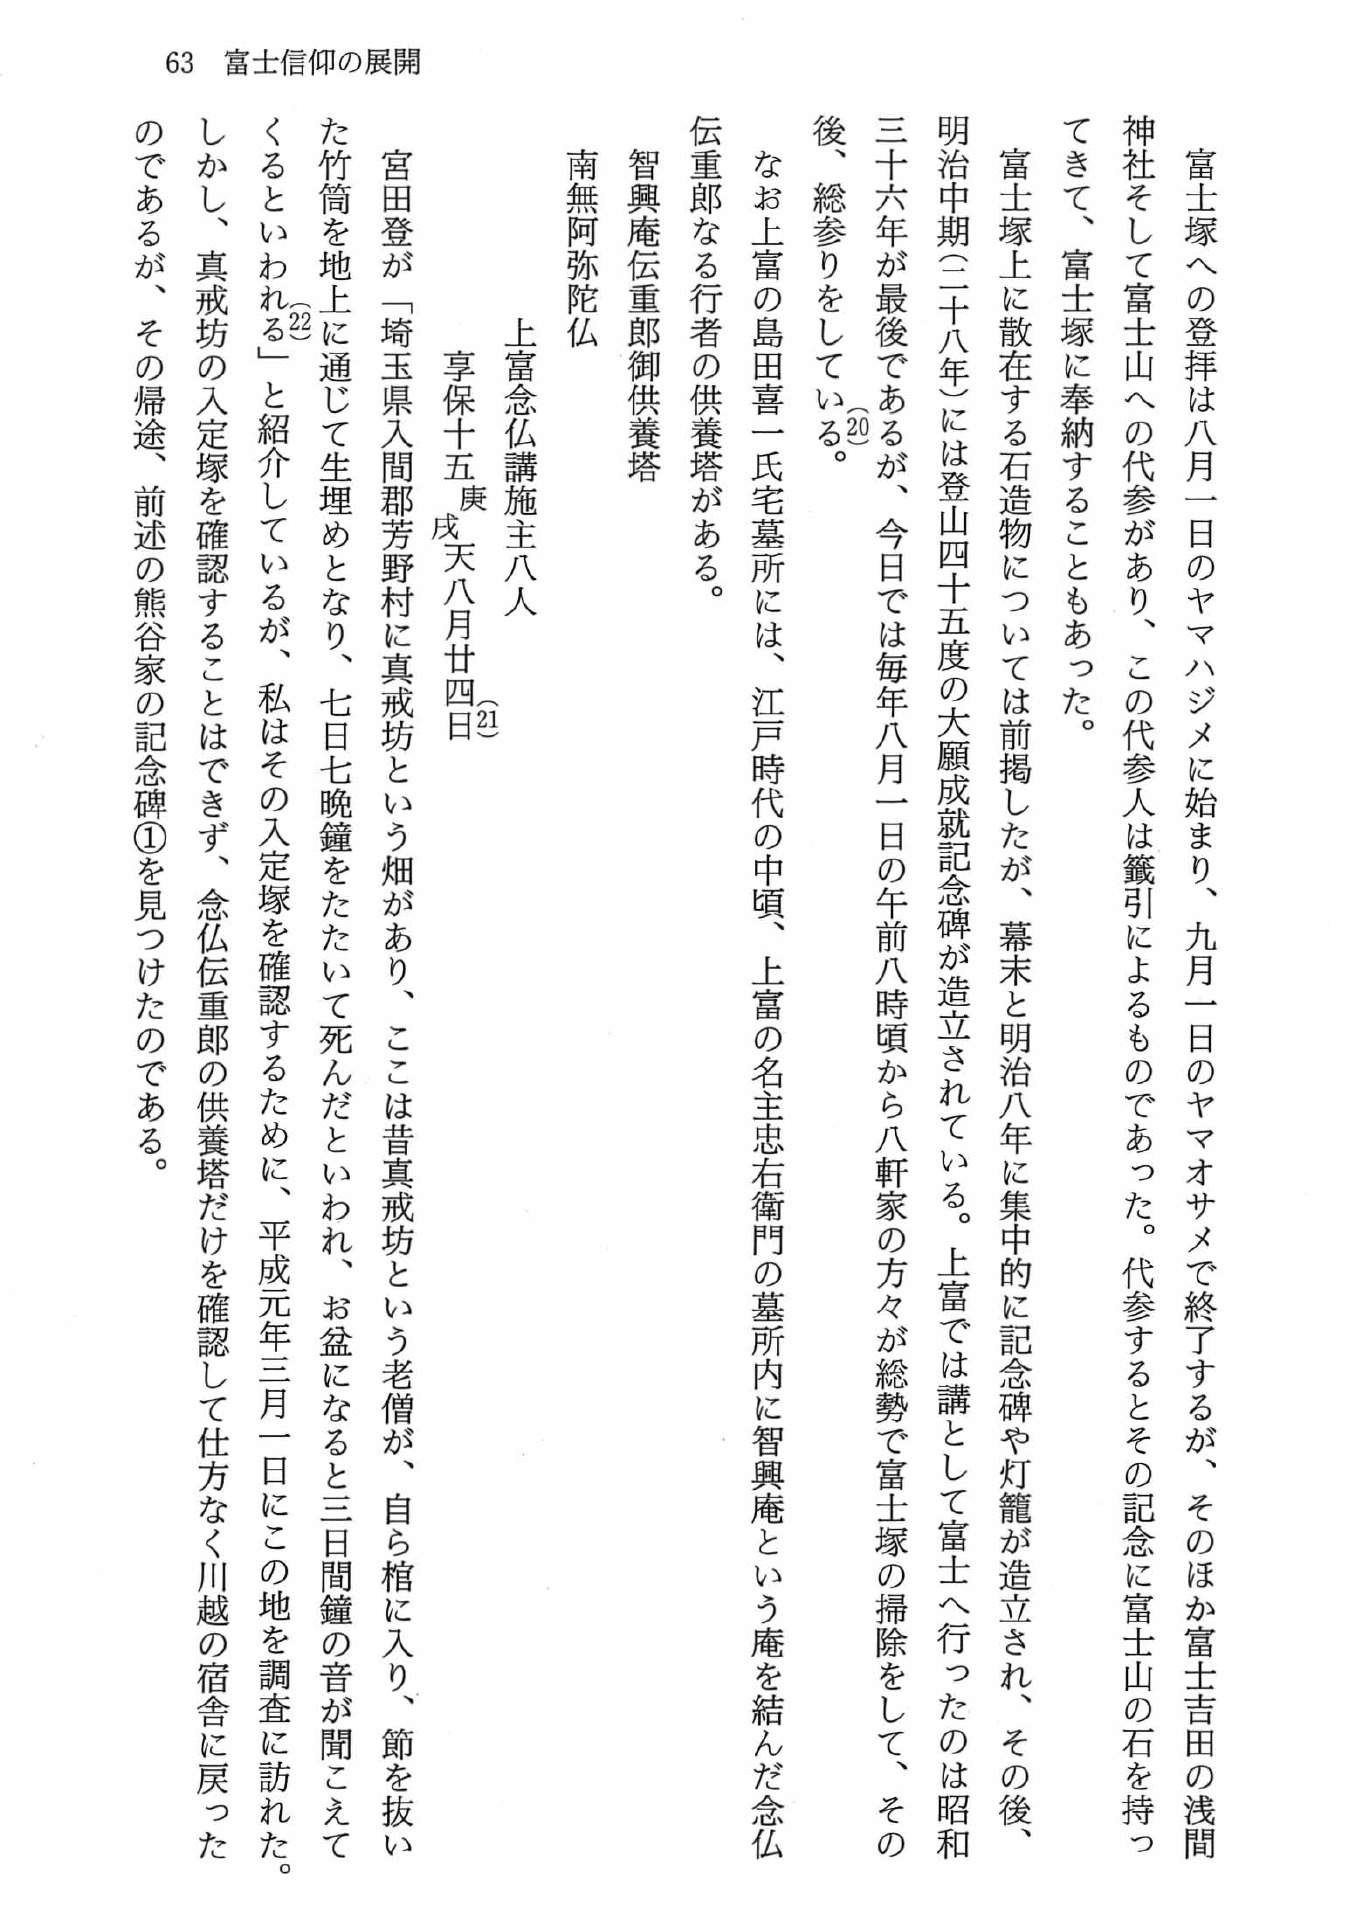 63　富士信仰の展開
　富士塚への登拝は八月一日のヤマハジメに始まり、九月一日のヤマオサメで終了するが、そのほか富士吉田の浅間
神社そして富士山への代参があり、この代参人は籤引によるものであった。代参するとその記念に富士山の石を持っ
てきて、富士塚に奉納することもあった。
　富士塚上に散在する石造物については前掲したが、幕末と明治八年に集中的に記念碑や灯籠が造立され、その後、
明治中期（二十八年）には登山四十五度の大願成就記念碑が造立されている。上富では講として富士へ行ったのは昭和
三十六年が最後であるが、今日では毎年八月一日の午前八時頃から八軒家の方々が総勢で富士塚の掃除をして、その
後、総参りをしている(20)。
　なお上富の島田喜一氏宅墓所には、江戸時代の中頃、上富の名主忠右衛門の墓所内に智興庵という庵を結んだ念仏
伝重郎なる行者の供養塔がある。
　智興庵伝重郎御供養塔
　南無阿弥陀仏
　　　　　　上富念仏講施主八人
　　　　　　　享保十五庚戌天八月廿四日(21)
　宮田登が「埼玉県入間郡芳野村に真戒坊という畑があり、ここは昔真戒坊という老僧が、自ら棺に入り、節を抜い
た竹筒を地上に通じて生埋めとなり、七日七晩鐘をたたいて死んだといわれ、お盆になると三日間鐘の音が聞こえて
くるといわれる(22)」と紹介しているが、私はその入定塚を確認するために、平成元年三月一日にこの地を調査に訪れた。
しかし、真戒坊の入定塚を確認することはできず、念仏伝重郎の供養塔だけを確認して仕方なく川越の宿舎に戻った
のであるが、その帰途、前述の熊谷家の記念碑①を見つけたのである。